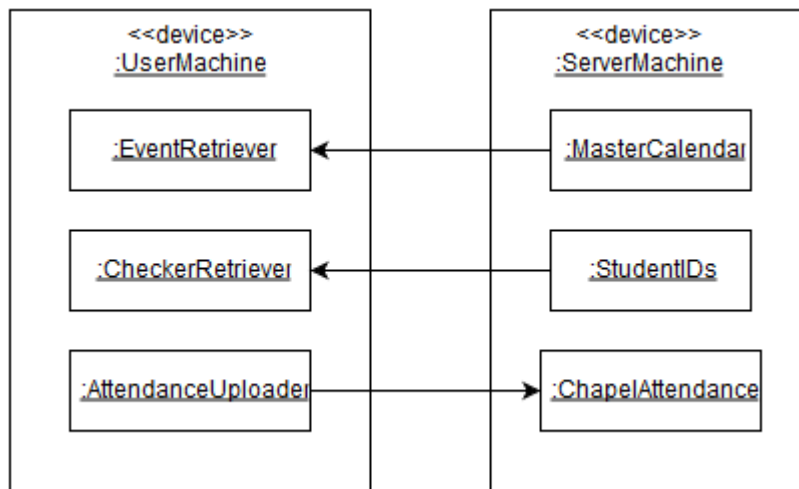 <<device>>
:UserMachine
:EventRetriever
:CheckerRetriever
:AttendanceUploader
<<device>>
:ServerMachine
:MasterCalendar
:StudentIDs
:ChapelAttendance